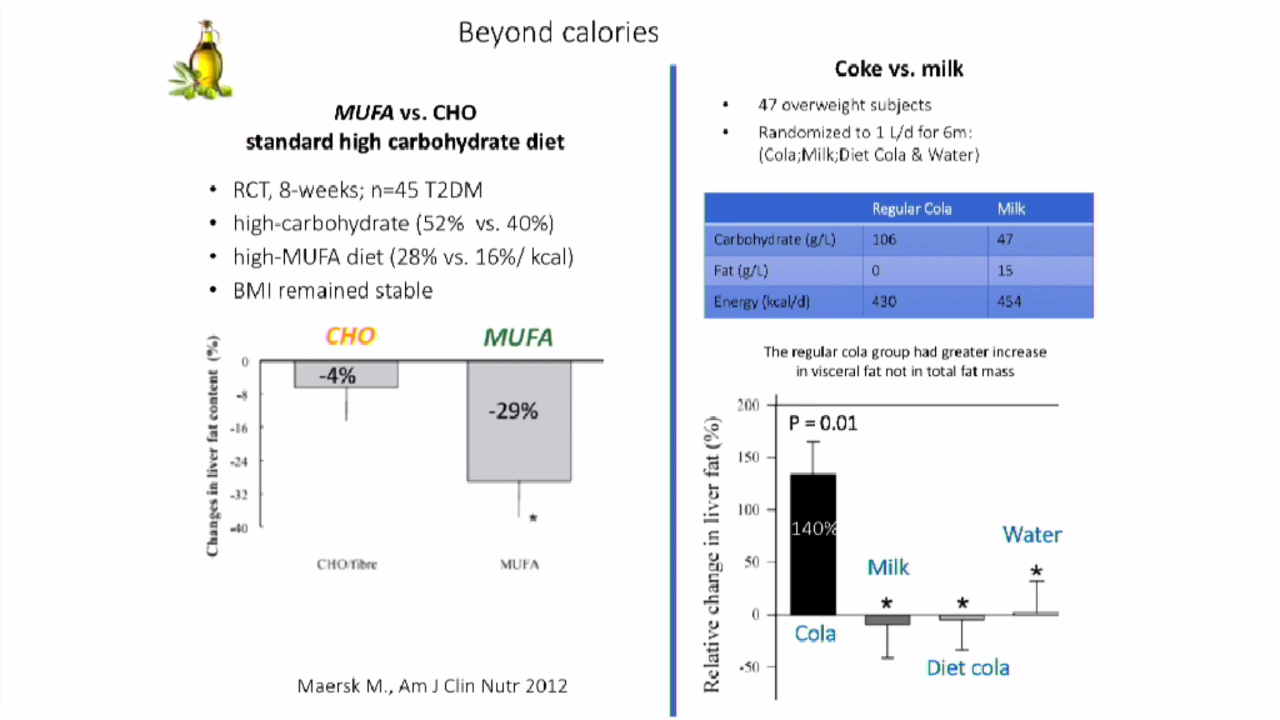 Beyond calories
MUFA vs. CHO
standard high carbohydrate diet
• RCT, 8-weeks; n=45 T2DM
• high-carbohydrate (52% vs. 40%)
• high-MUFA diet (28% vs. 16%/ kcal)
• BMI remained stable
CHO MUFA
Changes in liver fat content (%)
0
-8
-16
-24
-32
-40
-4%
-29%
*
CHO/fibre MUFA
Maersk M., Am J Clin Nutr 2012
Coke vs. milk
• 47 overweight subjects
• Randomized to 1 L/d for 6m:
(Cola;Milk;Diet Cola & Water)
Regular Cola Milk
Carbohydrate (g/L) 106 47
Fat (g/L) 0 15
Energy (kcal/d) 430 454
The regular cola group had greater increase
in visceral fat not in total fat mass
Relative change in liver fat (%)
200
150
100
50
0
-50
P = 0.01
140%
Water
Milk
* * *
Cola
Diet cola